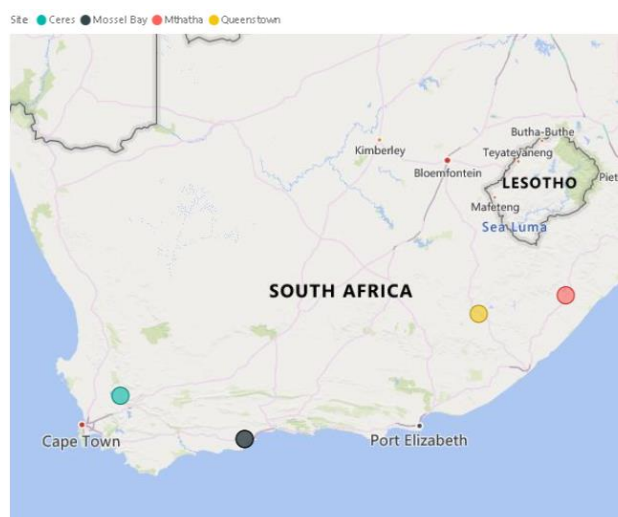 Site Ceres Mossel Bay Mthatha Queenstown
Butha-Buthe
Kimberley
Teyateyaneng
Bloemfontein
LESOTHO
Piet
Mafeteng
Sea Luma
SOUTH AFRICA
Cape Town
Port Elizabeth